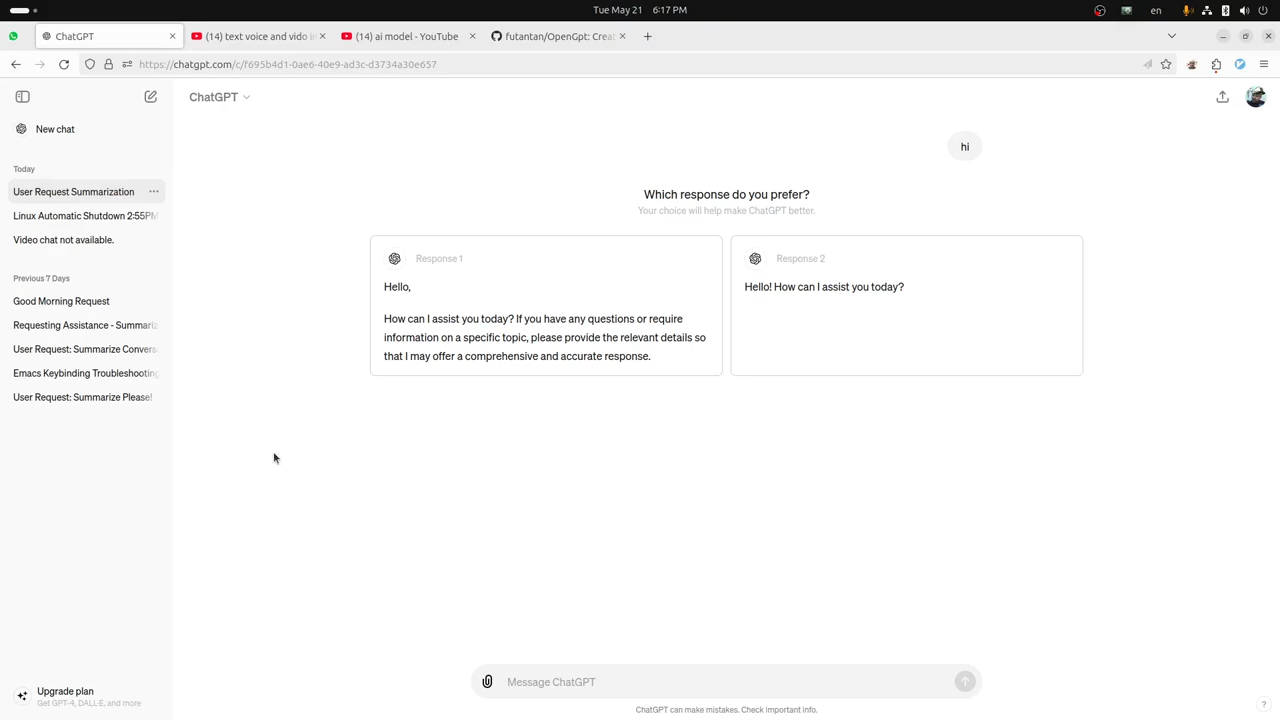 Tue May 21 6:17 PM
en
ChatGPT
(14) text voice and vido i
(14) ai model - YouTube
futantan/OpenGpt: Creat
https://chatgpt.com/c/f695b4d1-0ae6-40e9-ad3c-d3734a30e657
ChatGPT
New chat
hi
Today
User Request Summarization
Linux Automatic Shutdown 2:55PM
Video chat not available.
Previous 7 Days
Good Morning Request
Requesting Assistance - Summariz
User Request: Summarize Convers
Emacs Keybinding Troubleshooting
User Request: Summarize Please!
Which response do you prefer?
Your choice will help make ChatGPT better.
Response 1
Hello,
How can I assist you today? If you have any questions or require
information on a specific topic, please provide the relevant details so
that I may offer a comprehensive and accurate response.
Response 2
Hello! How can I assist you today?
Upgrade plan
Get GPT-4, DALL·E, and more
Message ChatGPT
ChatGPT can make mistakes. Check important info.
?